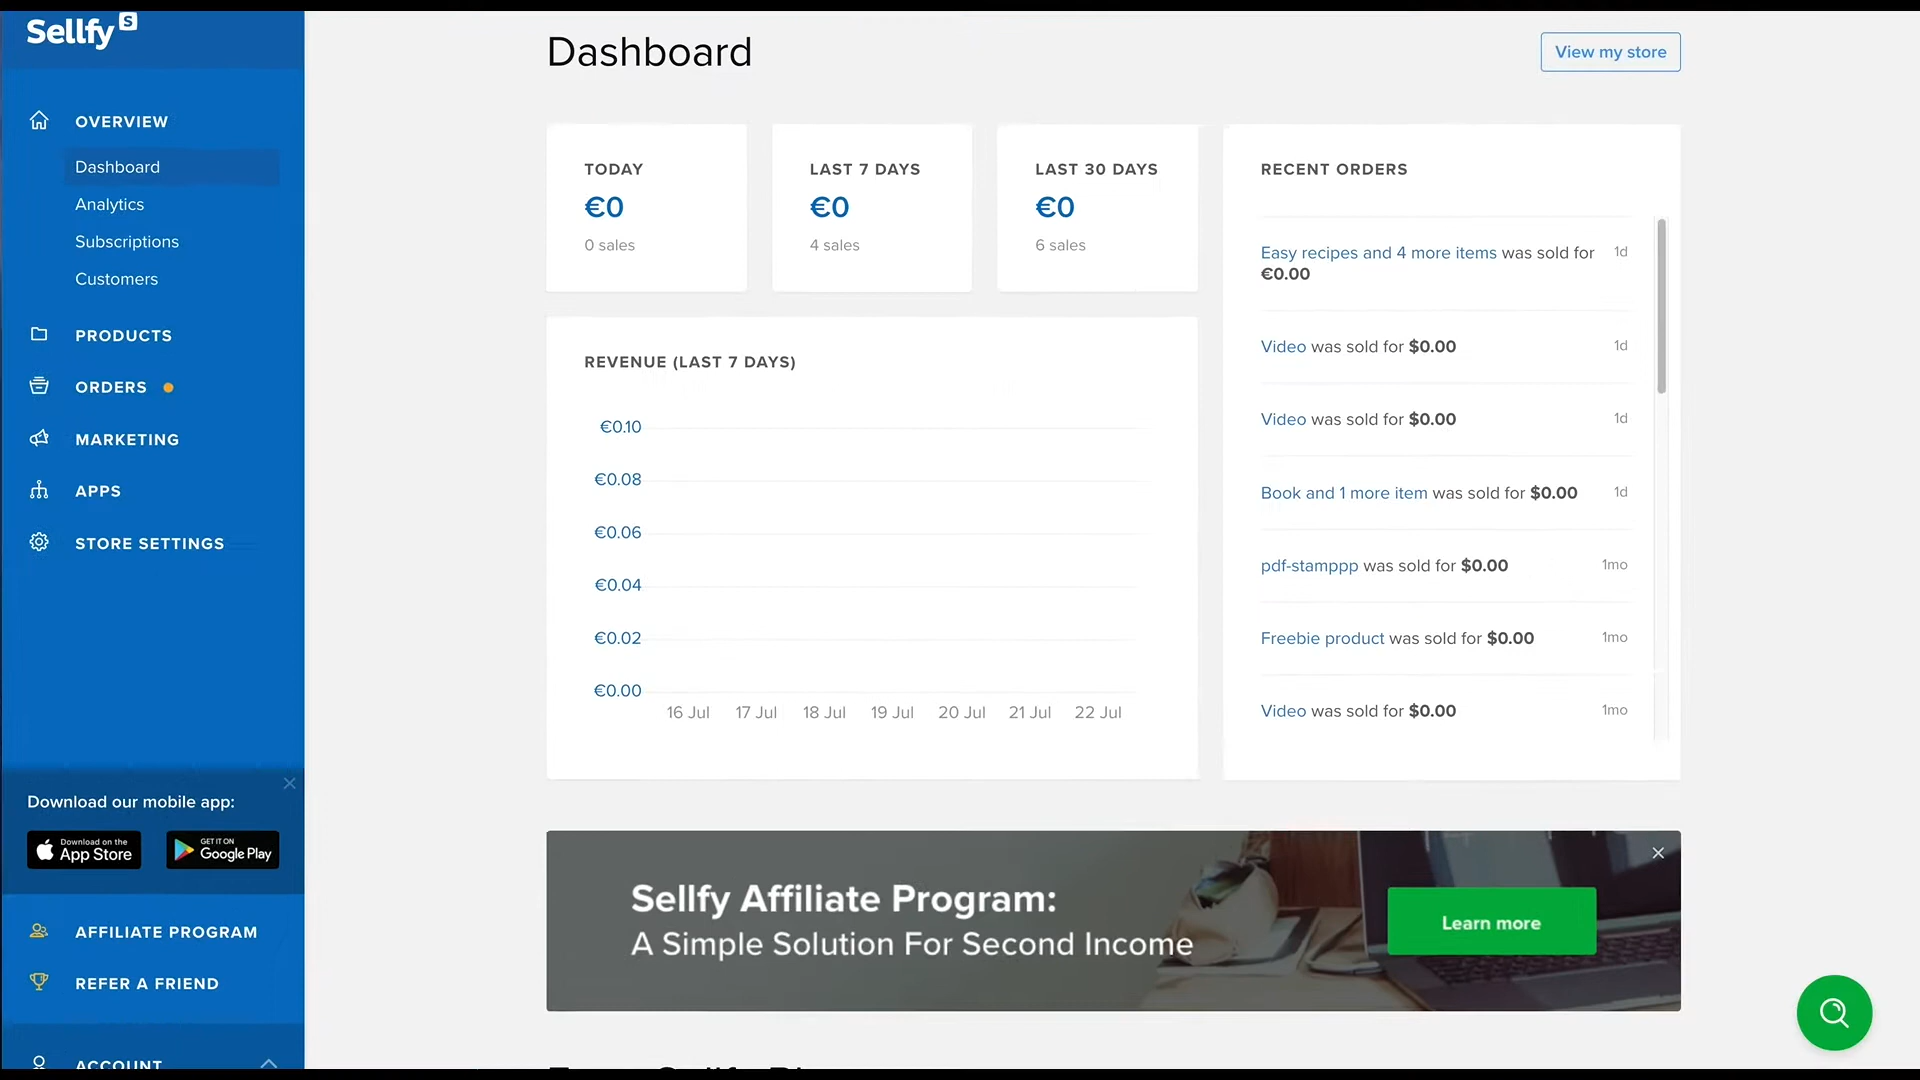 Sellfy S
OVERVIEW
Dashboard
Analytics
Subscriptions
Customers
PRODUCTS
ORDERS
MARKETING
APPS
STORE SETTINGS
Download our mobile app:
Download on the
App Store
GET IT ON
Google Play
AFFILIATE PROGRAM
REFER A FRIEND
ACCOUNT
Dashboard
View my store
TODAY
€0
0 sales
LAST 7 DAYS
€0
4 sales
LAST 30 DAYS
€0
6 sales
REVENUE (LAST 7 DAYS)
€0.10
€0.08
€0.06
€0.04
€0.02
€0.00
16 Jul 17 Jul 18 Jul 19 Jul 20 Jul 21 Jul 22 Jul
RECENT ORDERS
Easy recipes and 4 more items was sold for 1d
€0.00
Video was sold for $0.00 1d
Video was sold for $0.00 1d
Book and 1 more item was sold for $0.00 1d
pdf-stamppp was sold for $0.00 1mo
Freebie product was sold for $0.00 1mo
Video was sold for $0.00 1mo
Sellfy Affiliate Program:
A Simple Solution For Second Income
Learn more